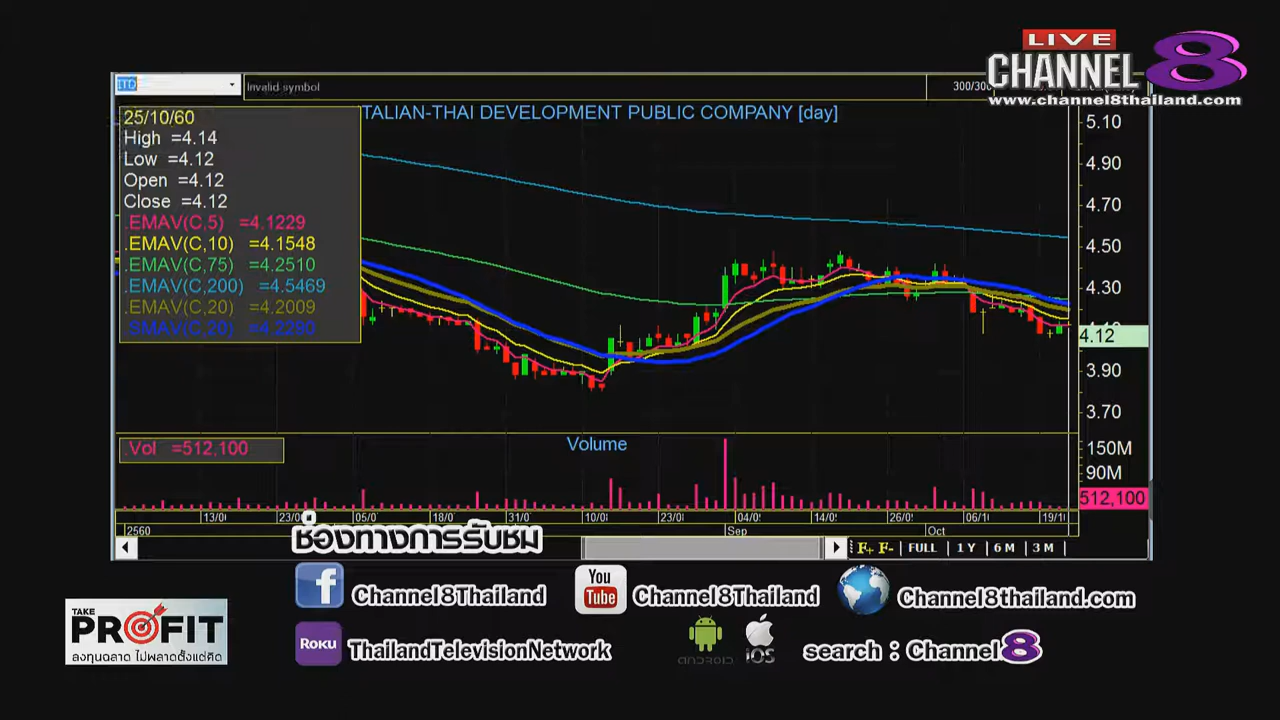 LIVE
CHANNEL 8
www.channel8thailand.com
ITD
Invalid symbol
300/300
TALIAN-THAI DEVELOPMENT PUBLIC COMPANY [day]
25/10/60
High =4.14
Low =4.12
Open =4.12
Close =4.12
.EMAV(C,5) =4.1229
.EMAV(C,10) =4.1548
.EMAV(C,75) =4.2510
.EMAV(C,200) =4.5469
.EMAV(C,20) =4.2009
.SMAV(C,20) =4.2290
5.10
4.90
4.70
4.50
4.30
4.12
3.90
3.70
.Vol =512,100
Volume
150M
90M
512,100
13/0 23/0 05/0 18/0 31/0 10/0 23/0 04/0 14/0 26/0 06/1 19/1
2560 Sep Oct
F+ F- FULL 1 Y 6 M 3 M
ช่องทางการรับชม
f Channel8Thailand You Tube Channel8Thailand Channel8thailand.com
TAKE
PROFIT
ลงทุนฉลาด ไม่พลาดตั้งแต่คิด
ROKU ThailandTelevisionNetwork ANDROID iOS search : Channel8